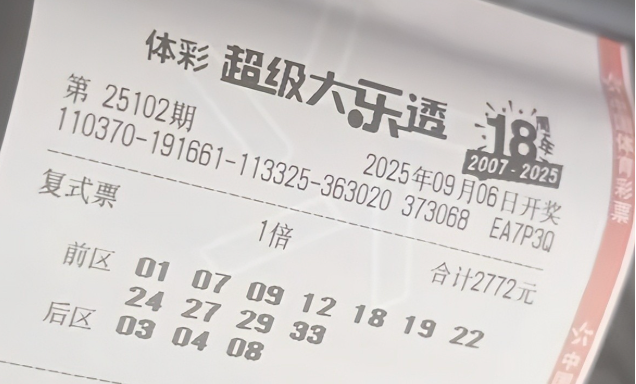 体彩 超级大乐透
18周年
2007-2025
第 25102期
2025年09月06日开奖
110370-191661-113325-363020 373068 EA7P3Q
复式票
1倍
合计2772元
前区 01 07 09 12 18 19 22
24 27 29 33
后区 03 04 08
中国体育彩票
中国